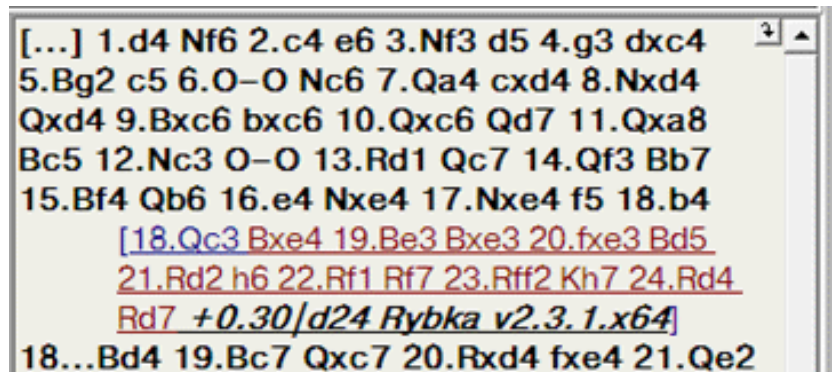 [...] 1.d4 Nf6 2.c4 e6 3.Nf3 d5 4.g3 dxc4
5.Bg2 c5 6.O-O Nc6 7.Qa4 cxd4 8.Nxd4
Qxd4 9.Bxc6 bxc6 10.Qxc6 Qd7 11.Qxa8
Bc5 12.Nc3 O-O 13.Rd1 Qc7 14.Qf3 Bb7
15.Bf4 Qb6 16.e4 Nxe4 17.Nxe4 f5 18.b4
[18.Qc3 Bxe4 19.Be3 Bxe3 20.fxe3 Bd5
21.Rd2 h6 22.Rf1 Rf7 23.Rff2 Kh7 24.Rd4
Rd7 +0.30|d24 Rybka v2.3.1.x64]
18...Bd4 19.Bc7 Qxc7 20.Rxd4 fxe4 21.Qe2